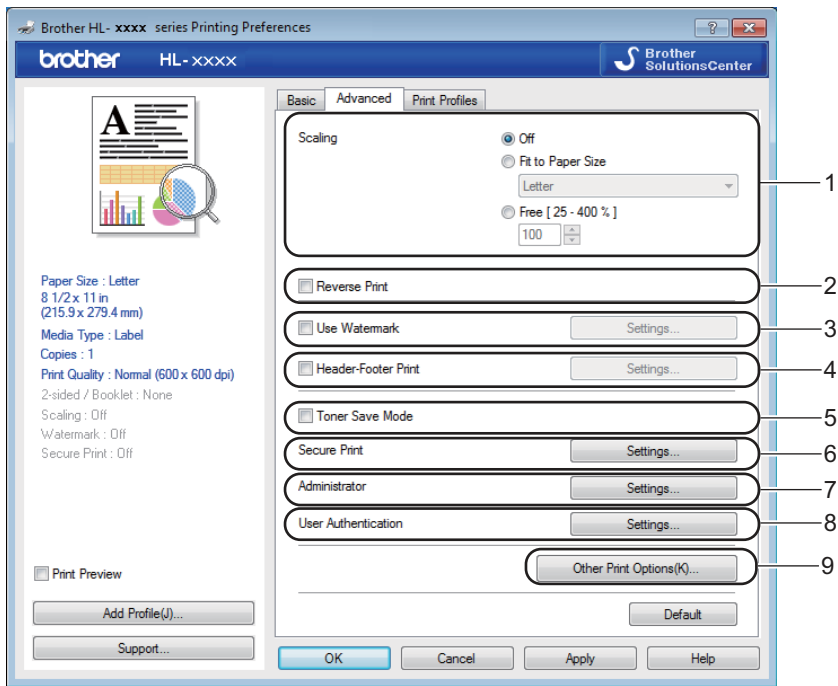 Brother HL- xxxx series Printing Preferences
brother HL-xxxx
Brother
SolutionsCenter
A
Paper Size : Letter
8 1/2 x 11 in
(215.9 x 279.4 mm)
Media Type : Label
Copies : 1
Print Quality : Normal (600 x 600 dpi)
2-sided / Booklet : None
Scaling : Off
Watermark : Off
Secure Print : Off
Print Preview
Add Profile(J)...
Support...
Basic Advanced Print Profiles
Scaling
Off
Fit to Paper Size
Letter
Free [ 25 - 400 % ]
100
1
Reverse Print 2
Use Watermark Settings... 3
Header-Footer Print Settings... 4
Toner Save Mode 5
Secure Print Settings... 6
Administrator Settings... 7
User Authentication Settings... 8
Other Print Options(K)... 9
Default
OK Cancel Apply Help